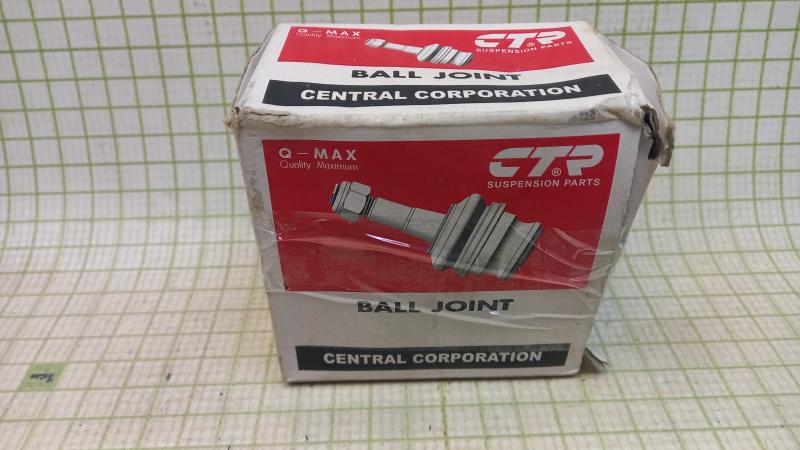 Q-MAX
Quality Maximum
CTR
SUSPENSION PARTS
BALL JOINT
CENTRAL CORPORATION
Q-MAX
Quality Maximum
CTR ®
SUSPENSION PARTS
BALL JOINT
CENTRAL CORPORATION
1см